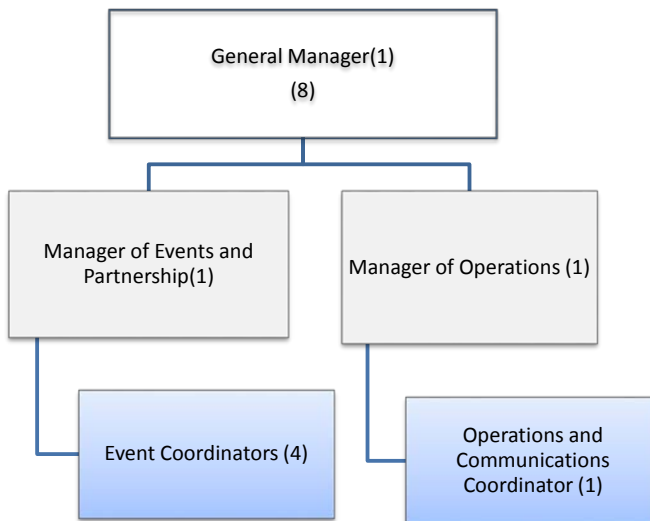 General Manager(1)
(8)
Manager of Events and
Partnership(1)
Manager of Operations (1)
Event Coordinators (4)
Operations and
Communications
Coordinator (1)